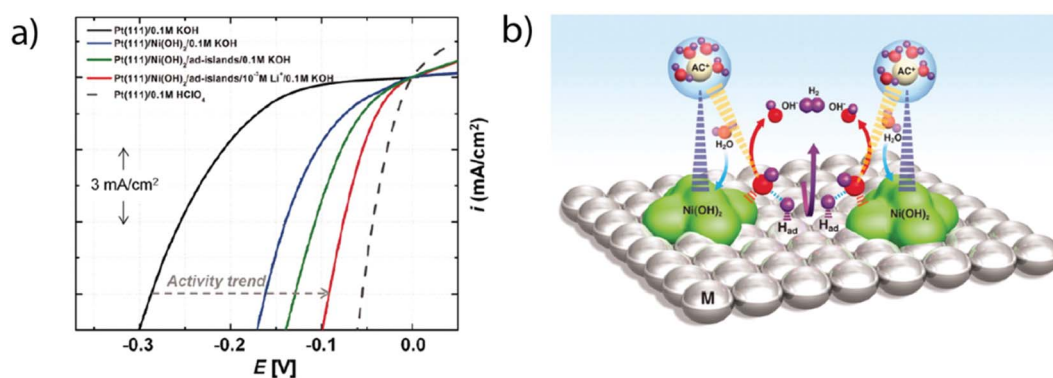 a)
Pt(111)/0.1M KOH
Pt(111)/Ni(OH)₂/0.1M KOH
Pt(111)/Ni(OH)₂/ad-islands/0.1M KOH
Pt(111)/Ni(OH)₂/ad-islands/10⁻³M Li⁺/0.1M KOH
Pt(111)/0.1M HClO₄
3 mA/cm²
Activity trend
i (mA/cm²)
-0.3
-0.2
-0.1
0.0
E [V]
b)
AC⁺
AC⁺
H₂
OH⁻
OH⁻
H₂O
H₂O
Ni(OH)₂
Ni(OH)₂
Had
Had
M